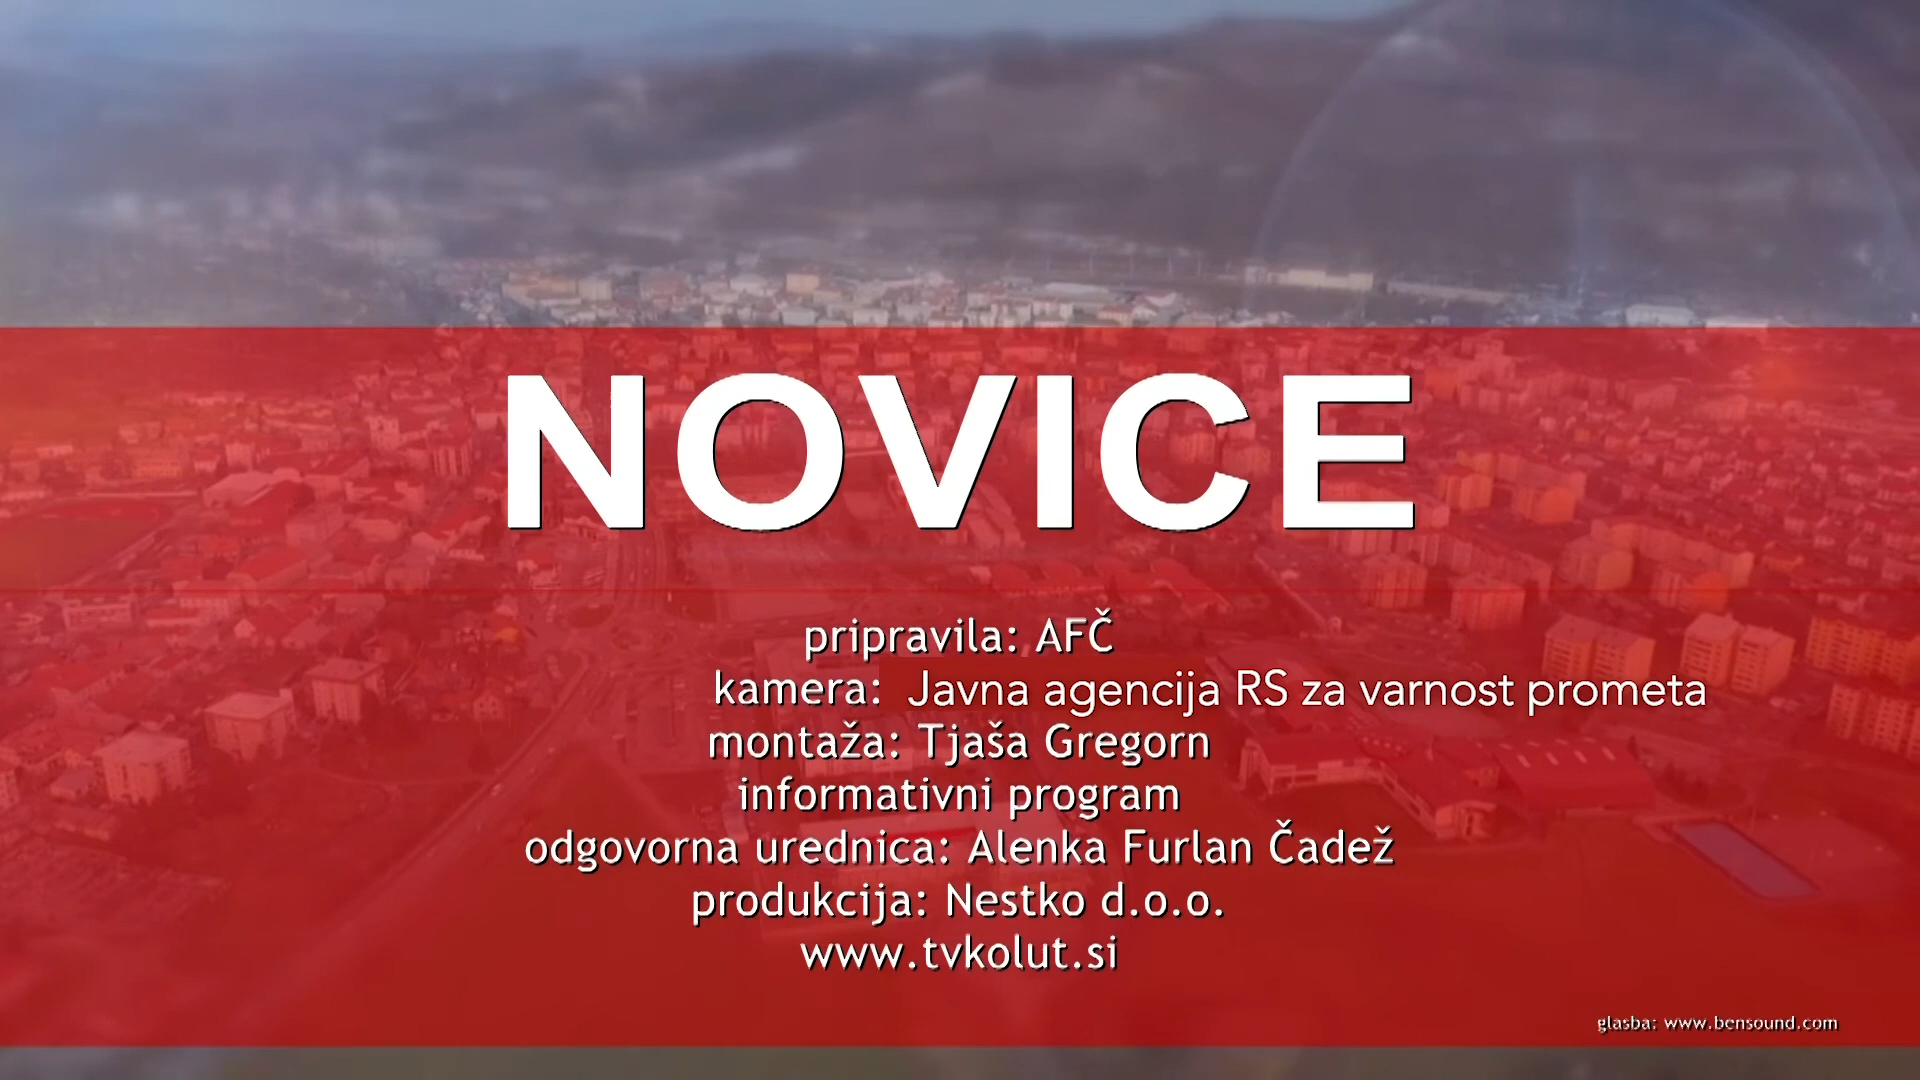 NOVICE
pripravila: AFČ
kamera: Javna agencija RS za varnost prometa
montaža: Tjaša Gregorn
informativni program
odgovorna urednica: Alenka Furlan Čadež
produkcija: Nestko d.o.o.
www.tvkolut.si
glasba: www.bensound.com